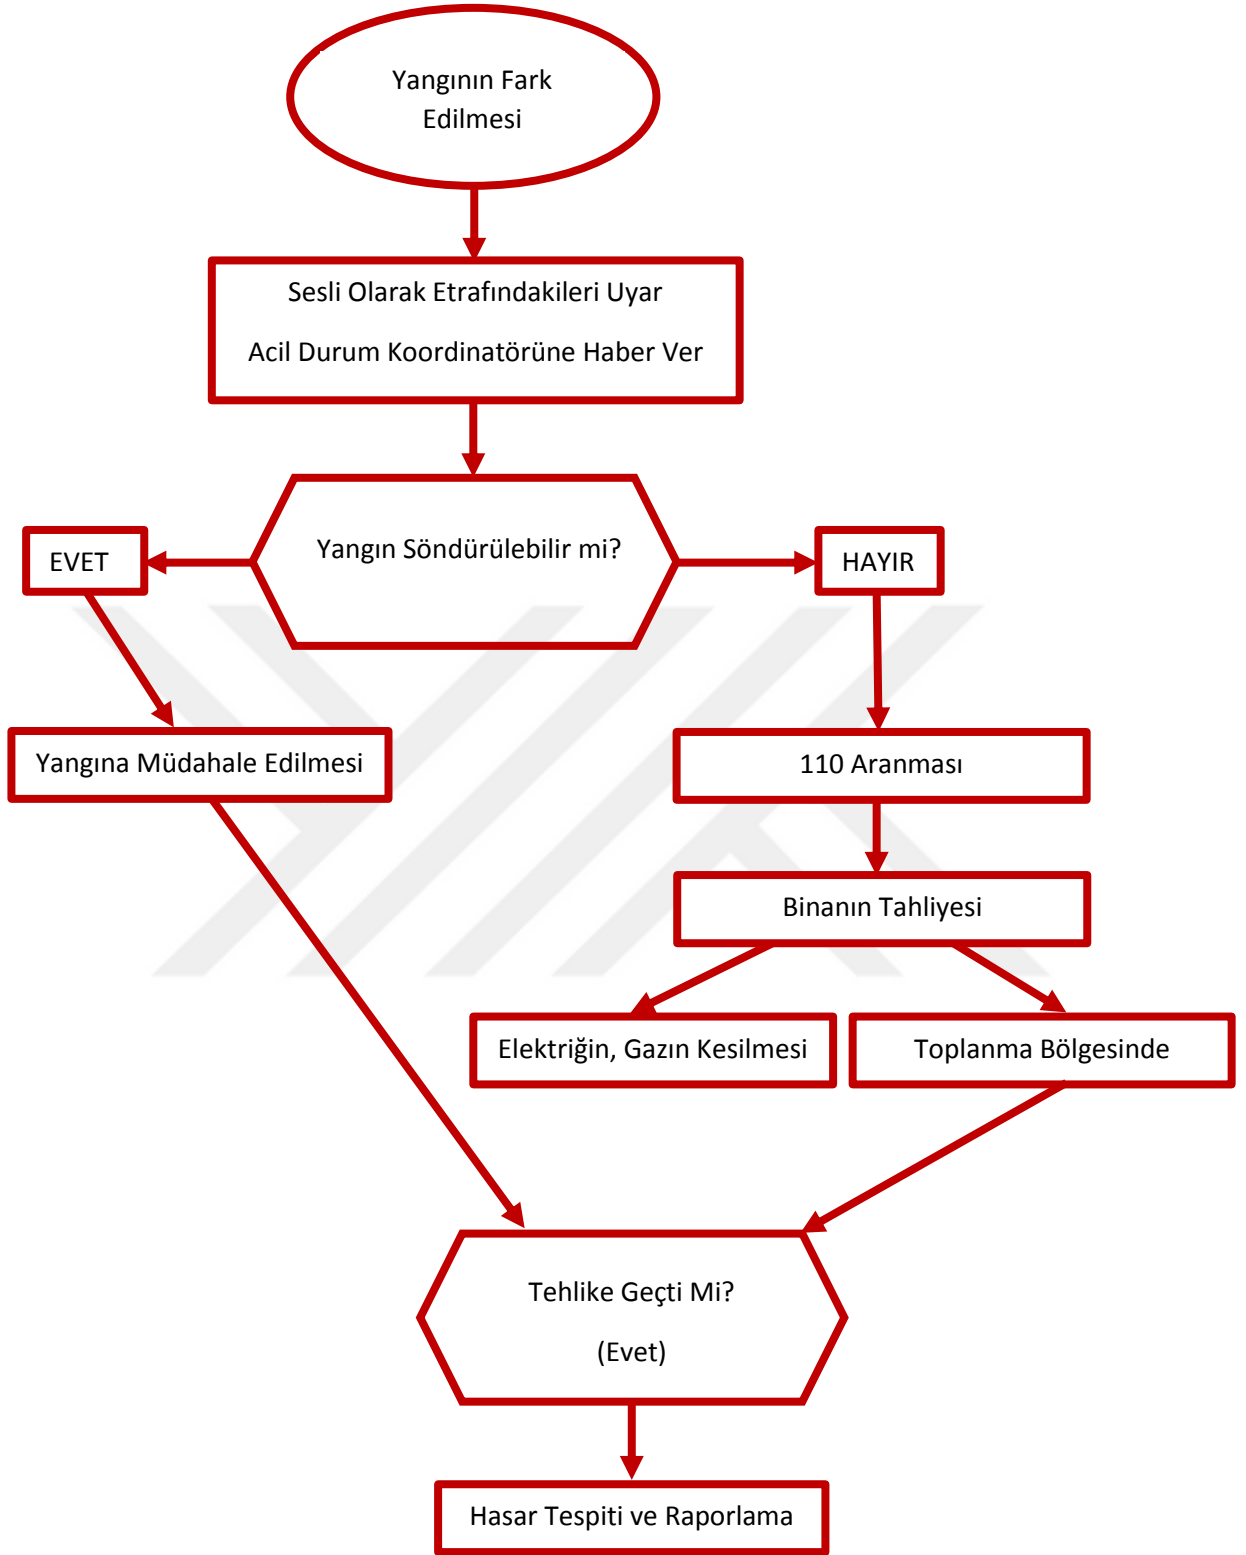 Yangının Fark
Edilmesi
Sesli Olarak Etrafındakileri Uyar
Acil Durum Koordinatörüne Haber Ver
Yangın Söndürülebilir mi?
EVET
HAYIR
Yangına Müdahale Edilmesi
110 Aranması
Binanın Tahliyesi
Elektriğin, Gazın Kesilmesi
Toplanma Bölgesinde
Tehlike Geçti Mi?
(Evet)
Hasar Tespiti ve Raporlama